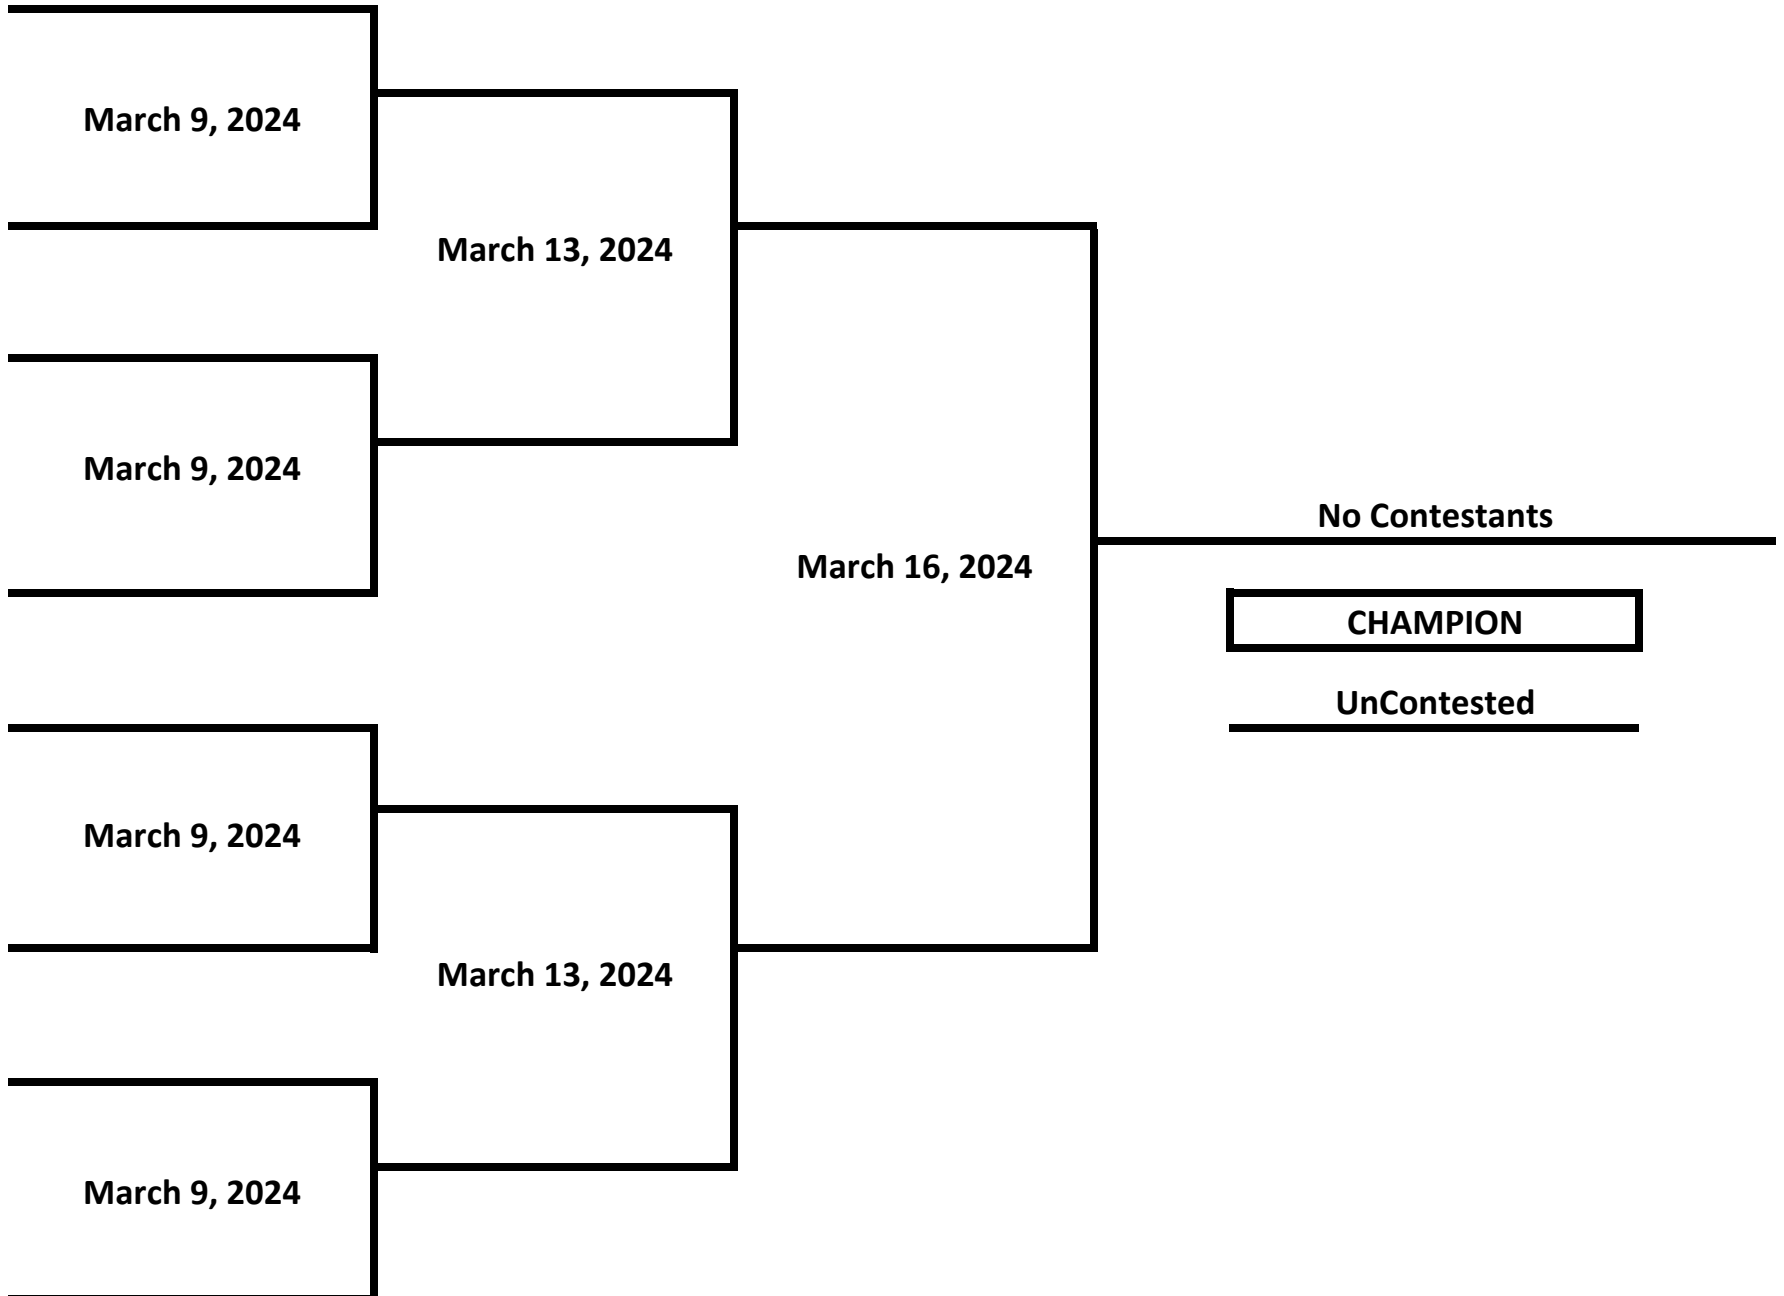 March 9, 2024
March 13, 2024
March 9, 2024
No Contestants
March 16, 2024
CHAMPION
UnContested
March 9, 2024
March 13, 2024
March 9, 2024